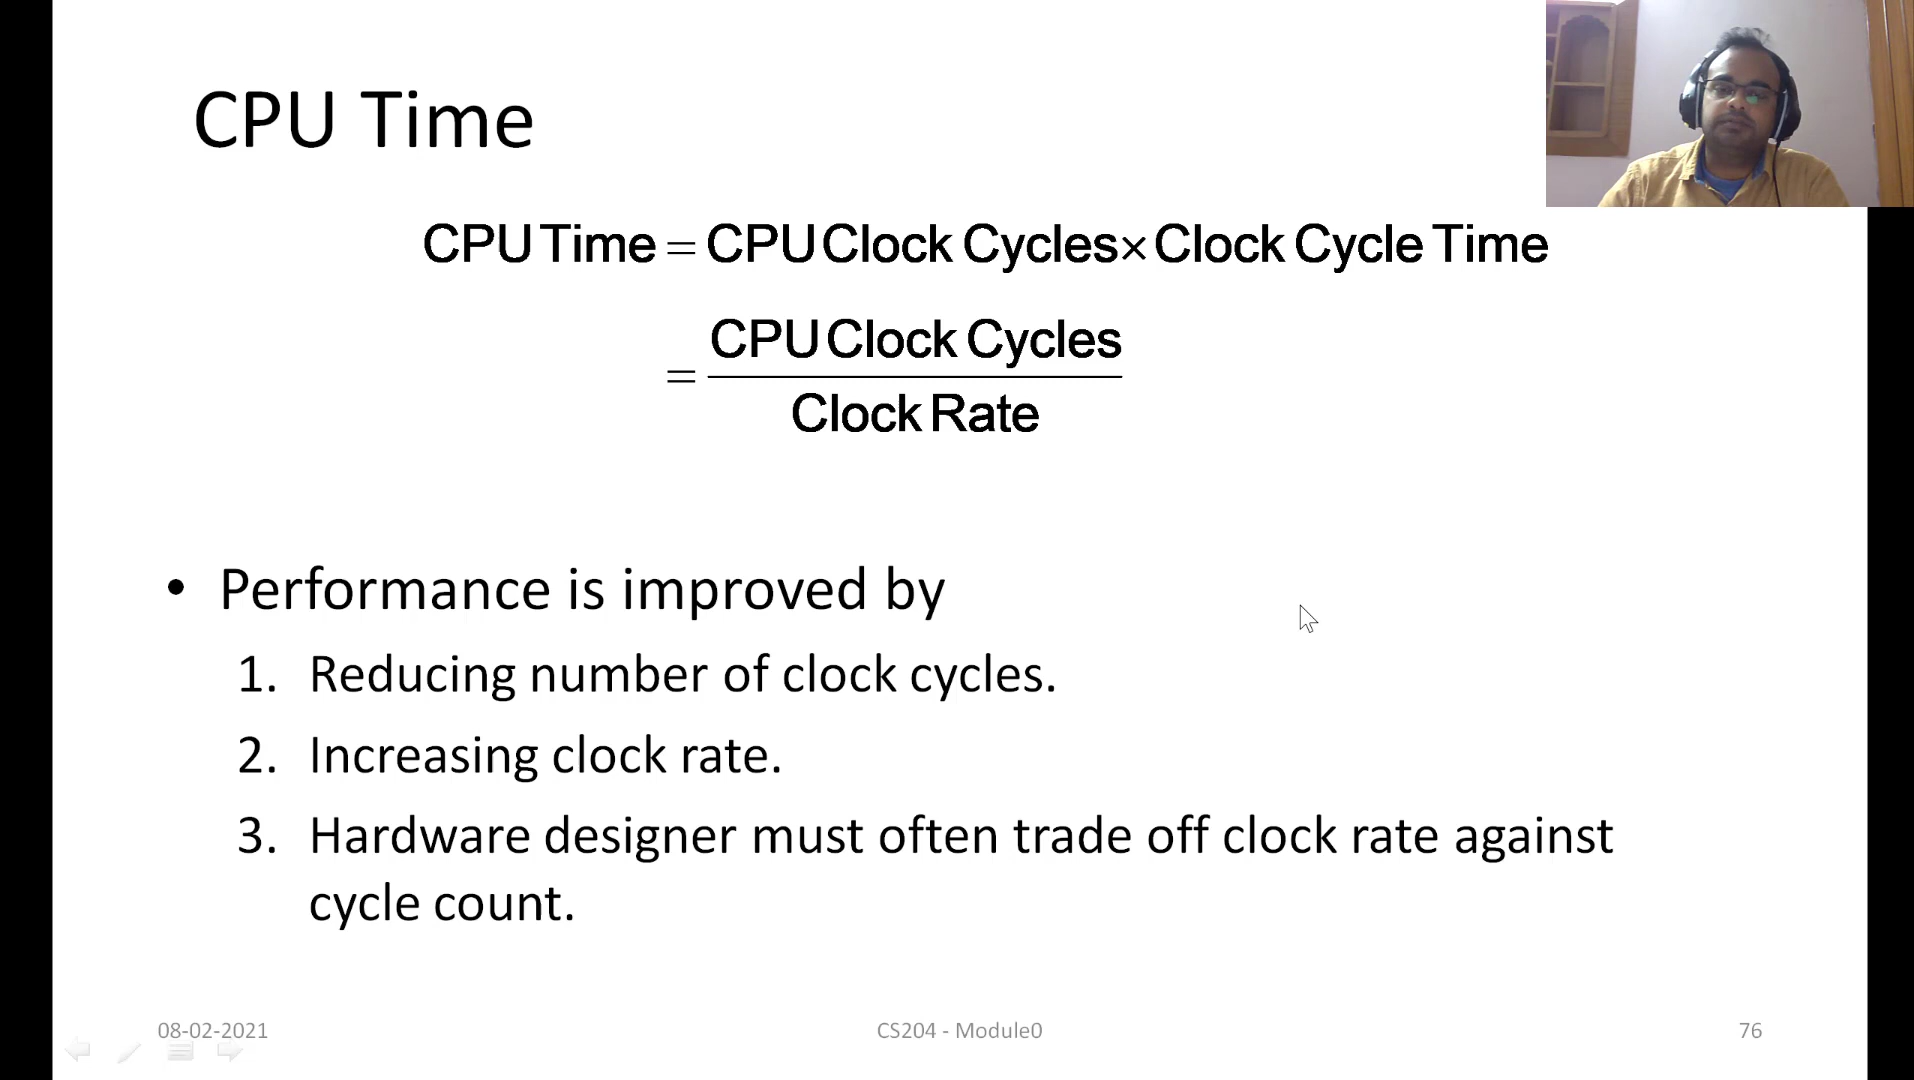 CPU Time
CPU Time = CPU Clock Cycles × Clock Cycle Time
= CPU Clock Cycles
Clock Rate
• Performance is improved by
1. Reducing number of clock cycles.
2. Increasing clock rate.
3. Hardware designer must often trade off clock rate against
cycle count.
08-02-2021
CS204 - Module0
76